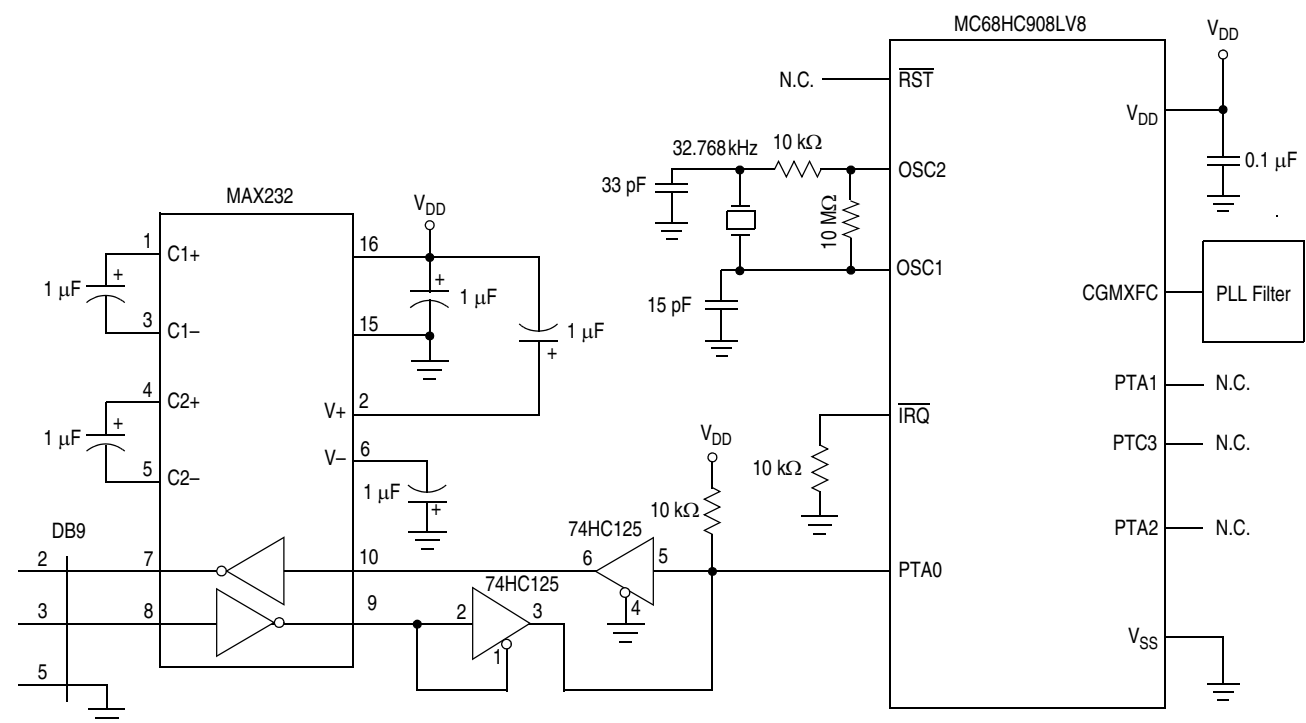 MC68HC908LV8
V_DD
N.C.
RST
V_DD
32.768kHz
10 kΩ
OSC2
0.1 µF
33 pF
10 MΩ
MAX232
V_DD
1
C1+
16
OSC1
+
1 µF
+
1 µF
15 pF
CGMXFC
PLL Filter
3
C1–
15
1 µF
+
PTA1
N.C.
4
C2+
V+
2
IRQ
+
1 µF
V_DD
PTC3
N.C.
V–
6
10 kΩ
5
C2–
1 µF
+
10 kΩ
DB9
74HC125
PTA2
N.C.
2
7
10
6
5
PTA0
74HC125
4
3
8
9
2
3
1
V_SS
5